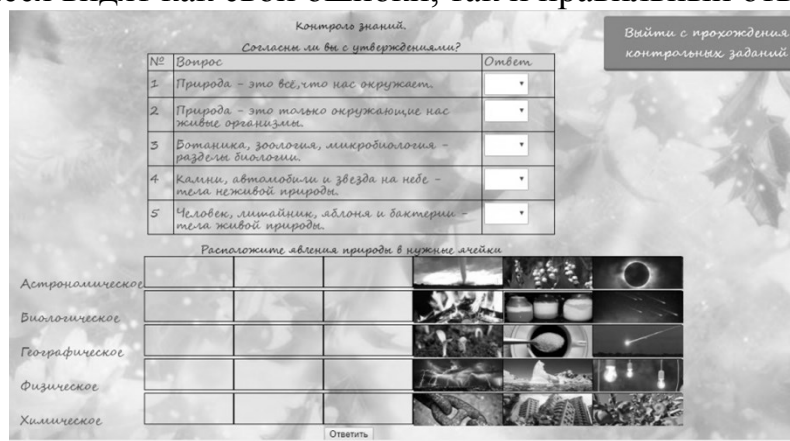 Контроль знаний.
Выйти с прохождения
контрольных заданий
Согласны ли вы с утверждениями?
№ Вопрос Ответ
1 Природа - это всё,что нас окружает.
2 Природа - это только окружающие нас
живые организмы.
3 Ботаника, зоология, микробиология -
разделы биологии.
4 Камни, автомобили и звезда на небе -
тела неживой природы.
5 Человек, лишайник, яблоня и бактерии -
тела живой природы.
Расположите явления природы в нужные ячейки
Астрономическое
Биологическое
Географическое
Физическое
Химическое
Ответить